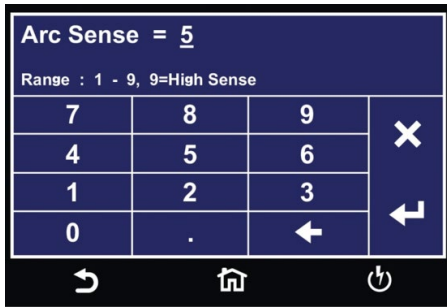 Arc Sense = 5
Range : 1 - 9, 9=High Sense
7 8 9
4 5 6
1 2 3
0 .